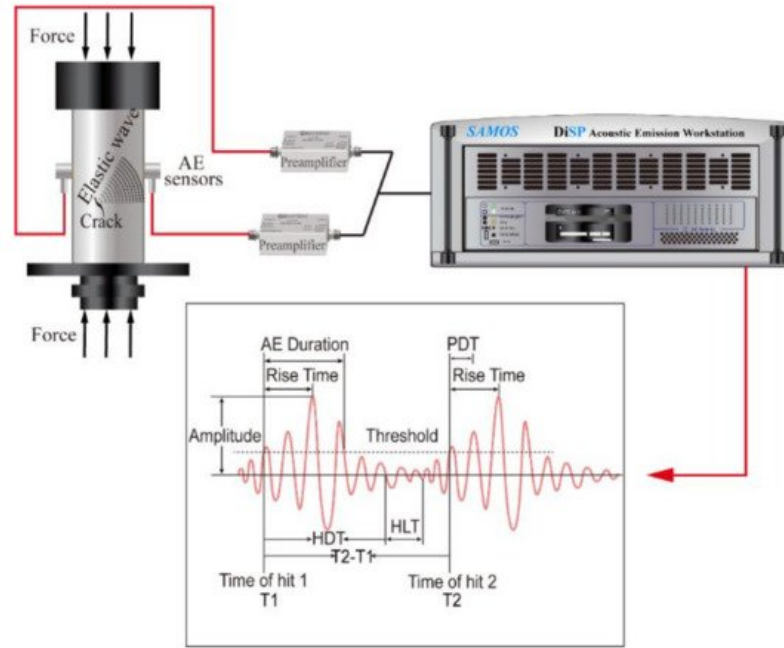 Force
Elastic wave
AE
sensors
Crack
Force
Preamplifier
Preamplifier
SAMOS DiSP Acoustic Emission Workstation
AE Duration
PDT
Rise Time
Rise Time
Amplitude
Threshold
HDT
HLT
T2-T1
Time of hit 1
T1
Time of hit 2
T2